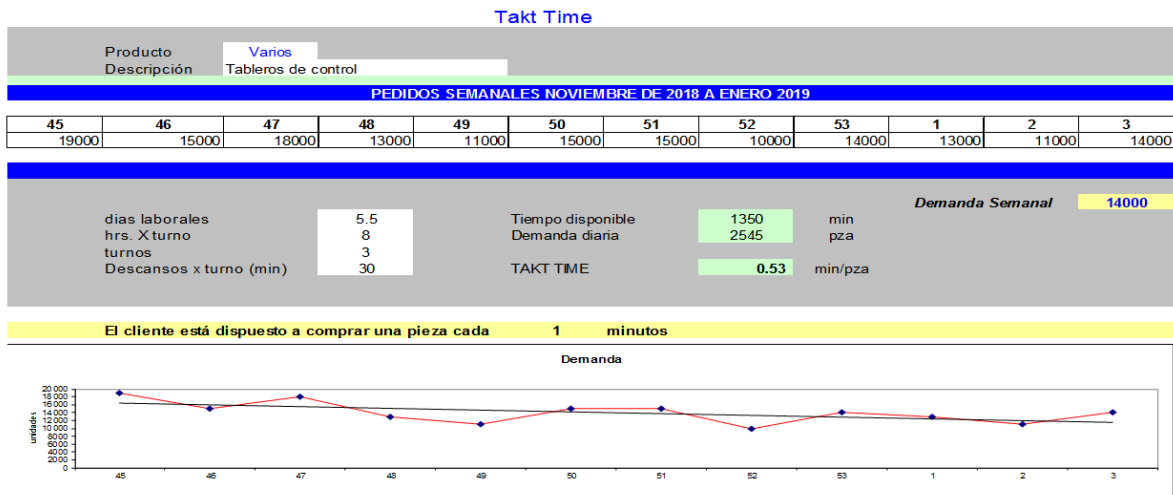 Takt Time
Producto Varios
Descripción Tableros de control
PEDIDOS SEMANALES NOVIEMBRE DE 2018 A ENERO 2019
45 46 47 48 49 50 51 52 53 1 2 3
19000 15000 18000 13000 11000 15000 15000 10000 14000 13000 11000 14000
Demanda Semanal 14000
dias laborales 5.5 Tiempo disponible 1350 min
hrs. X turno 8 Demanda diaria 2545 pza
turnos 3
Descansos x turno (min) 30 TAKT TIME 0.53 min/pza
El cliente está dispuesto a comprar una pieza cada 1 minutos
Demanda
unidades
20000
18000
16000
14000
12000
10000
8000
6000
4000
2000
0
45 46 47 48 49 50 51 52 53 1 2 3